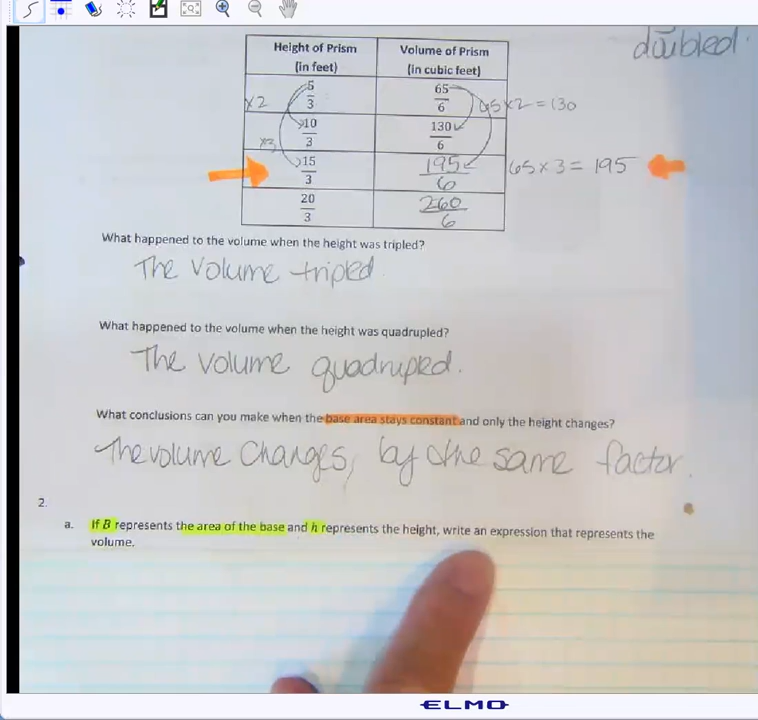 doubled.
Height of Prism (in feet) Volume of Prism (in cubic feet)
x2 5/3 65/6 65 x 2 = 130
x3 10/3 130/6
15/3 195/6 65 x 3 = 195
20/3 260/6
What happened to the volume when the height was tripled?
The volume tripled.
What happened to the volume when the height was quadrupled?
The volume quadrupled.
What conclusions can you make when the base area stays constant and only the height changes?
The volume changes, by the same factor.
2.
a. If B represents the area of the base and h represents the height, write an expression that represents the
volume.
ELMO